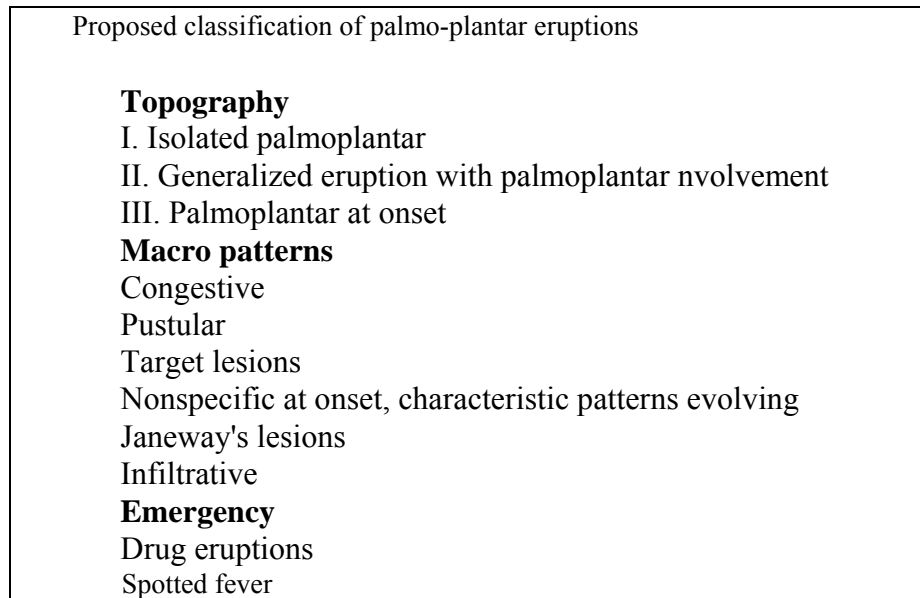 Proposed classification of palmo-plantar eruptions
Topography
I. Isolated palmoplantar
II. Generalized eruption with palmoplantar nvolvement
III. Palmoplantar at onset
Macro patterns
Congestive
Pustular
Target lesions
Nonspecific at onset, characteristic patterns evolving
Janeway's lesions
Infiltrative
Emergency
Drug eruptions
Spotted fever